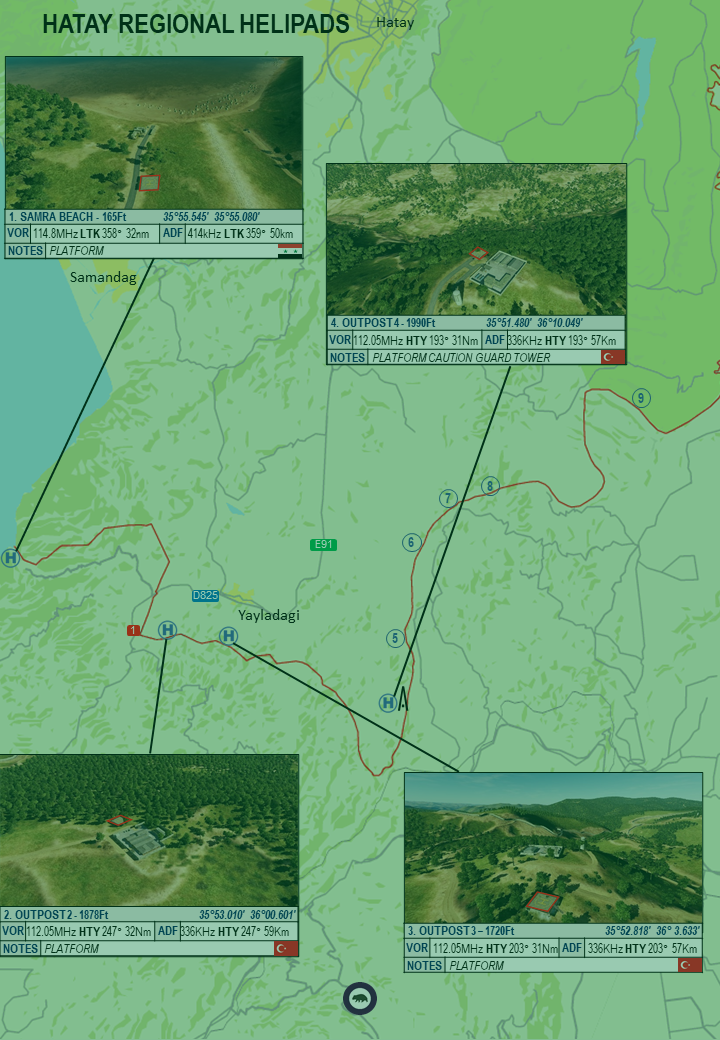 HATAY REGIONAL HELIPADS
Hatay
1. SAMRA BEACH - 165Ft 35°55.545' 35°55.080'
VOR 114.8MHz LTK 358° 32nm ADF 414kHz LTK 359° 50km
NOTES PLATFORM
Samandag
4. OUTPOST 4 - 1990Ft 35°51.480' 36°10.049'
VOR 112.05MHz HTY 193° 31Nm ADF 336KHz HTY 193° 57Km
NOTES PLATFORM CAUTION GUARD TOWER
9
8
7
6
E91
H
D825
Yayladagi
1
H
H
5
H
2. OUTPOST 2 - 1878Ft 35°53.010' 36°00.601'
VOR 112.05MHz HTY 247° 32Nm ADF 336KHz HTY 247° 59Km
NOTES PLATFORM
3. OUTPOST 3 – 1720Ft 35°52.818' 36° 3.633'
VOR 112.05MHz HTY 203° 31Nm ADF 336KHz HTY 203° 57Km
NOTES PLATFORM